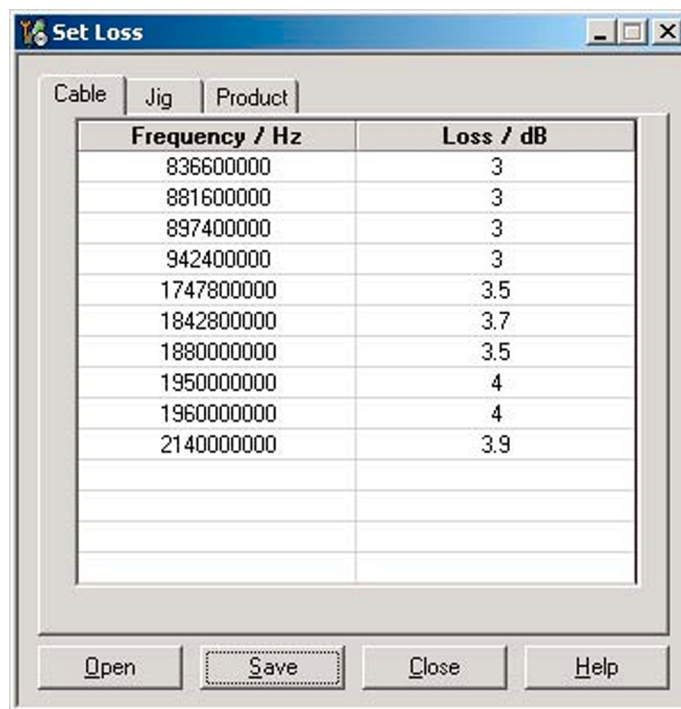 Set Loss
Cable Jig Product
Frequency / Hz Loss / dB
836600000 3
881600000 3
897400000 3
942400000 3
1747800000 3.5
1842800000 3.7
1880000000 3.5
1950000000 4
1960000000 4
2140000000 3.9
Open Save Close Help